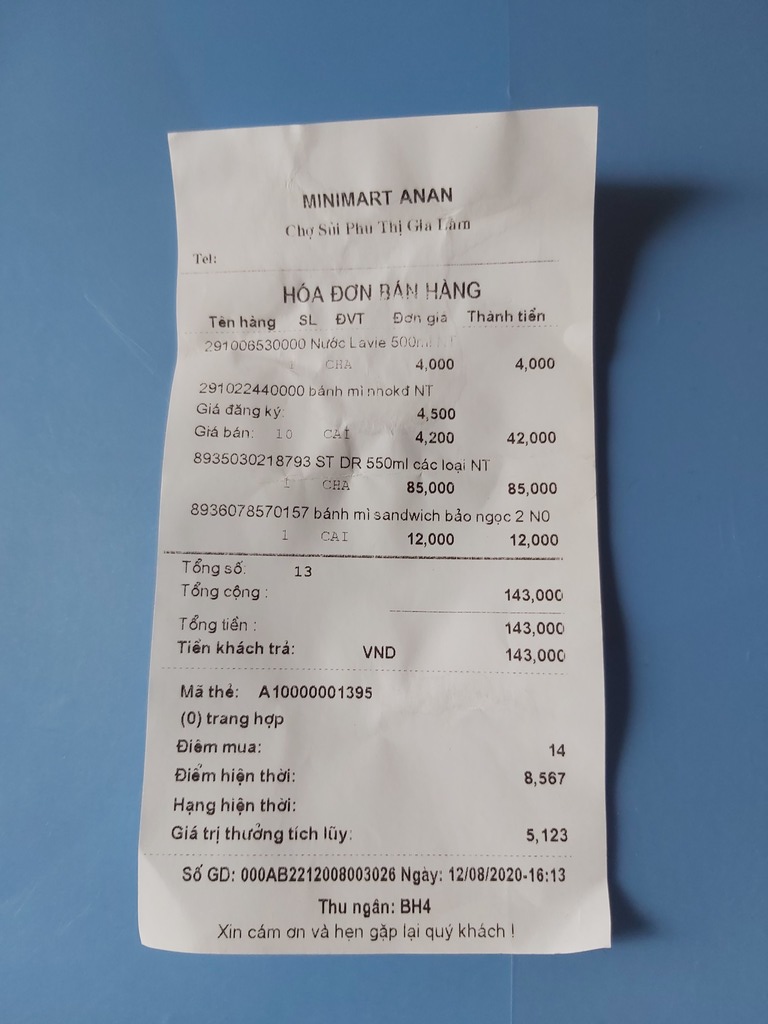 MINIMART ANAN
Chợ Sủi Phu Thị Gia Lâm
Tel:
HÓA ĐƠN BÁN HÀNG
Tên hàng SL ĐVT Đơn giá Thành tiền
291006530000 Nước Lavie
1 CHA 4,000 4,000
291022440000 bánh mì nhokd NT
Giá đăng ký: 4,500
Giá bán: 10 CAI 4,200 42,000
8935030218793 ST DR 550ml các loại NT
1 CHA 85,000 85,000
8936078570157 bánh mì sandwich bảo ngọc 2 N0
1 CAI 12,000 12,000
Tổng số: 13
Tổng cộng : 143,000
Tổng tiền : 143,000
Tiền khách trả: VND 143,000
Mã thẻ: A10000001395
(0) trang hợp
Điểm mua: 14
Điểm hiện thời: 8,567
Hạng hiện thời:
Giá trị thưởng tích lũy: 5,123
Số GD: 000AB2212008003026 Ngày: 12/08/2020-16:13
Thu ngân: BH4
Xin cám ơn và hẹn gặp lại quý khách !